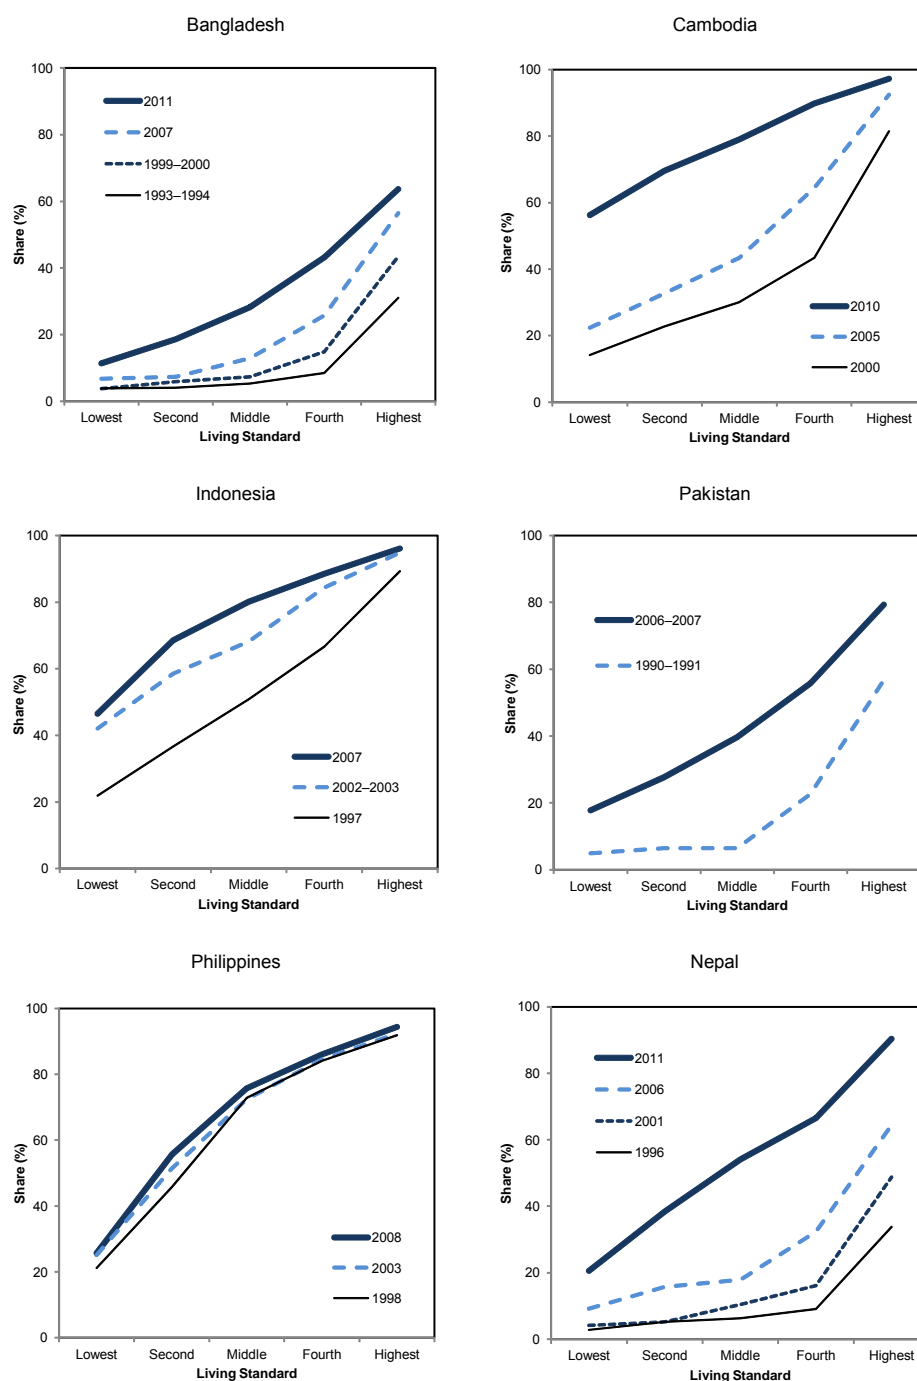 Bangladesh
100
80
60
40
20
0
Share (%)
2011
2007
1999–2000
1993–1994
Lowest Second Middle Fourth Highest
Living Standard
Cambodia
100
80
60
40
20
0
Share (%)
2010
2005
2000
Lowest Second Middle Fourth Highest
Living Standard
Indonesia
100
80
60
40
20
0
Share (%)
2007
2002–2003
1997
Lowest Second Middle Fourth Highest
Living Standard
Pakistan
100
80
60
40
20
0
Share (%)
2006–2007
1990–1991
Lowest Second Middle Fourth Highest
Living Standard
Philippines
100
80
60
40
20
0
Share (%)
2008
2003
1998
Lowest Second Middle Fourth Highest
Living Standard
Nepal
100
80
60
40
20
0
Share (%)
2011
2006
2001
1996
Lowest Second Middle Fourth Highest
Living Standard